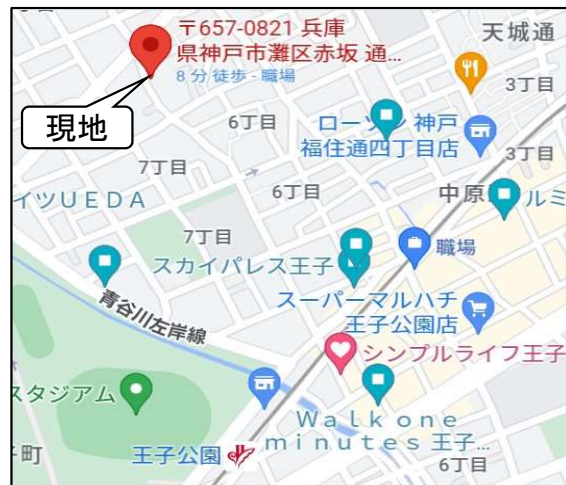 〒657-0821 兵庫
県神戸市灘区赤坂 通...
8 分 徒歩 - 職場
現地
天城通
3丁目
6丁目
ローソン 神戸
福住通四丁目店
3丁目
7丁目
6丁目
中原
ルミ
イツUEDA
7丁目
職場
スカイパレス王子
青谷川左岸線
スーパーマルハチ
王子公園店
シンプルライフ王子
スタジアム
Walk one
minutes 王子...
王子公園
町
6丁目